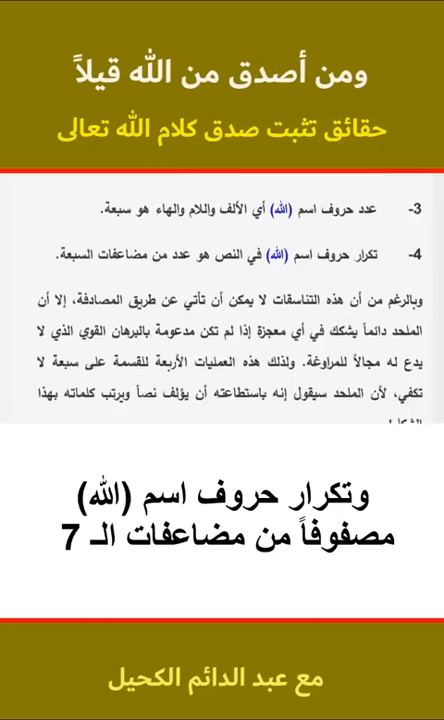 ومن أصدق من الله قيلاً
حقائق تثبت صدق كلام الله تعالى
3- عدد حروف اسم (الله) أي الألف واللام والهاء هو سبعة.
4- تكرار حروف اسم (الله) في النص هو عدد من مضاعفات السبعة.
وبالرغم من أن هذه التناسقات لا يمكن أن تأتي عن طريق المصادفة، إلا أن
الملحد دائماً يشكك في أي معجزة إذا لم تكن مدعومة بالبرهان القوي الذي لا
يدع له مجالاً للمراوغة. ولذلك هذه العمليات الأربعة للقسمة على سبعة لا
تكفي، لأن الملحد سيقول إنه باستطاعته أن يؤلف نصاً ويرتب كلماته بهذا
وتكرار حروف اسم (الله)
مصفوفاً من مضاعفات الـ 7
مع عبد الدائم الكحيل